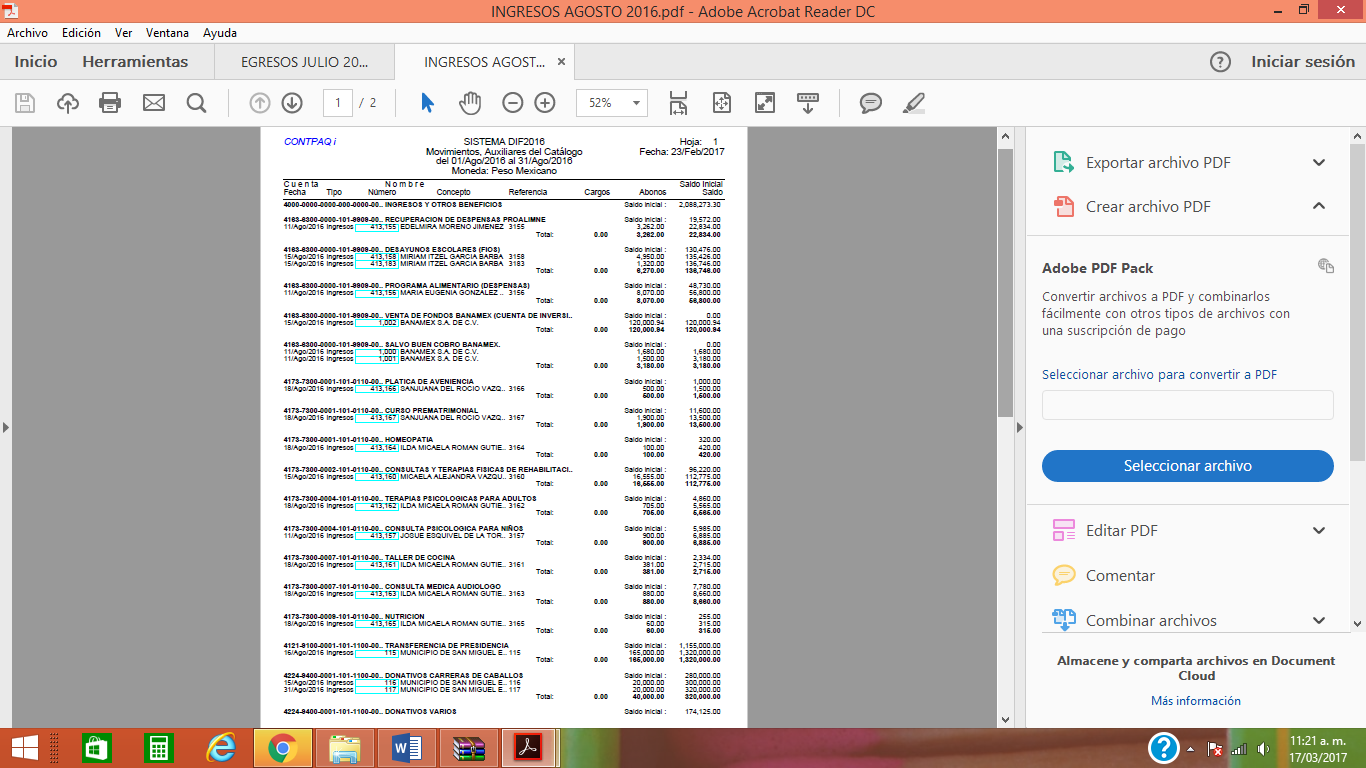 INGRESOS AGOSTO 2016.pdf - Adobe Acrobat Reader DC
Archivo Edición Ver Ventana Ayuda
Inicio Herramientas EGRESOS JULIO 20... INGRESOS AGOST... × Iniciar sesión
1 / 2 52%
CONTPAQ i SISTEMA DIF2016 Hoja: 1
Movimientos, Auxiliares del Catálogo Fecha: 23/Feb/2017
del 01/Ago/2016 al 31/Ago/2016
Moneda: Peso Mexicano
C u e n t a N o m b r e Saldo Inicial
Fecha Tipo Número Concepto Referencia Cargos Abonos Saldo
4000-0000-0000-000-0000-00.. INGRESOS Y OTROS BENEFICIOS Saldo inicial : 2,088,273.30
4163-6300-0000-101-9909-00.. RECUPERACION DE DESPENSAS PROALIMNE Saldo inicial : 19,572.00
11/Ago/2016 Ingresos 413,155 EDELMIRA MORENO JIMENEZ 3155 3,262.00 22,834.00
Total: 0.00 3,262.00 22,834.00
4163-6300-0000-101-9909-00.. DESAYUNOS ESCOLARES (FIOS) Saldo inicial : 130,476.00
15/Ago/2016 Ingresos 413,158 MIRIAM ITZEL GARCIA BARBA 3158 4,950.00 135,426.00
15/Ago/2016 Ingresos 413,183 MIRIAM ITZEL GARCIA BARBA 3183 1,320.00 136,746.00
Total: 0.00 6,270.00 136,746.00
4163-6300-0000-101-9909-00.. PROGRAMA ALIMENTARIO (DESPENSAS) Saldo inicial : 48,730.00
11/Ago/2016 Ingresos 413,156 MARIA EUGENIA GONZALEZ .. 3156 8,070.00 56,800.00
Total: 0.00 8,070.00 56,800.00
4163-6300-0000-101-9909-00.. VENTA DE FONDOS BANAMEX (CUENTA DE INVERSI.. Saldo inicial : 0.00
15/Ago/2016 Ingresos 1,002 BANAMEX S.A. DE C.V. 120,000.94 120,000.94
Total: 0.00 120,000.94 120,000.94
4163-6300-0000-101-9909-00.. SALVO BUEN COBRO BANAMEX. Saldo inicial : 0.00
11/Ago/2016 Ingresos 1,000 BANAMEX S.A. DE C.V. 1,680.00 1,680.00
11/Ago/2016 Ingresos 1,001 BANAMEX S.A. DE C.V. 1,500.00 3,180.00
Total: 0.00 3,180.00 3,180.00
4173-7300-0001-101-0110-00.. PLATICA DE AVENIENCIA Saldo inicial : 1,000.00
18/Ago/2016 Ingresos 413,166 SANJUANA DEL ROCIO VAZQ.. 3166 500.00 1,500.00
Total: 0.00 500.00 1,500.00
4173-7300-0001-101-0110-00.. CURSO PREMATRIMONIAL Saldo inicial : 11,600.00
18/Ago/2016 Ingresos 413,167 SANJUANA DEL ROCIO VAZQ.. 3167 1,900.00 13,500.00
Total: 0.00 1,900.00 13,500.00
4173-7300-0001-101-0110-00.. HOMEOPATIA Saldo inicial : 320.00
18/Ago/2016 Ingresos 413,164 ILDA MICAELA ROMAN GUTIE.. 3164 100.00 420.00
Total: 0.00 100.00 420.00
4173-7300-0002-101-0110-00.. CONSULTAS Y TERAPIAS FISICAS DE REHABILITACI.. Saldo inicial : 96,220.00
15/Ago/2016 Ingresos 413,160 MICAELA ALEJANDRA VAZQU.. 3160 16,555.00 112,775.00
Total: 0.00 16,555.00 112,775.00
4173-7300-0004-101-0110-00.. TERAPIAS PSICOLOGICAS PARA ADULTOS Saldo inicial : 4,860.00
18/Ago/2016 Ingresos 413,162 ILDA MICAELA ROMAN GUTIE.. 3162 705.00 5,565.00
Total: 0.00 705.00 5,565.00
4173-7300-0004-101-0110-00.. CONSULTA PSICOLOGICA PARA NIÑOS Saldo inicial : 5,985.00
11/Ago/2016 Ingresos 413,157 JOSUE ESQUIVEL DE LA TOR.. 3157 900.00 6,885.00
Total: 0.00 900.00 6,885.00
4173-7300-0007-101-0110-00.. TALLER DE COCINA Saldo inicial : 2,334.00
18/Ago/2016 Ingresos 413,161 ILDA MICAELA ROMAN GUTIE.. 3161 381.00 2,715.00
Total: 0.00 381.00 2,715.00
4173-7300-0007-101-0110-00.. CONSULTA MEDICA AUDIOLOGO Saldo inicial : 7,780.00
18/Ago/2016 Ingresos 413,163 ILDA MICAELA ROMAN GUTIE.. 3163 880.00 8,660.00
Total: 0.00 880.00 8,660.00
4173-7300-0009-101-0110-00.. NUTRICION Saldo inicial : 255.00
18/Ago/2016 Ingresos 413,165 ILDA MICAELA ROMAN GUTIE.. 3165 60.00 315.00
Total: 0.00 60.00 315.00
4121-9100-0001-101-1100-00.. TRANSFERENCIA DE PRESIDENCIA Saldo inicial : 1,155,000.00
16/Ago/2016 Ingresos 115 MUNICIPIO DE SAN MIGUEL E.. 115 165,000.00 1,320,000.00
Total: 0.00 165,000.00 1,320,000.00
4224-9400-0001-101-1100-00.. DONATIVOS CARRERAS DE CABALLOS Saldo inicial : 280,000.00
15/Ago/2016 Ingresos 116 MUNICIPIO DE SAN MIGUEL E.. 116 20,000.00 300,000.00
31/Ago/2016 Ingresos 117 MUNICIPIO DE SAN MIGUEL E.. 117 20,000.00 320,000.00
Total: 0.00 40,000.00 320,000.00
4224-9400-0001-101-1100-00.. DONATIVOS VARIOS Saldo inicial : 174,125.00
Exportar archivo PDF
Crear archivo PDF
Adobe PDF Pack
Convertir archivos a PDF y combinarlos
fácilmente con otros tipos de archivos con
una suscripción de pago
Seleccionar archivo para convertir a PDF
Seleccionar archivo
Editar PDF
Comentar
Combinar archivos
Almacene y comparta archivos en Document
Cloud
Más información
11:21 a. m.
17/03/2017